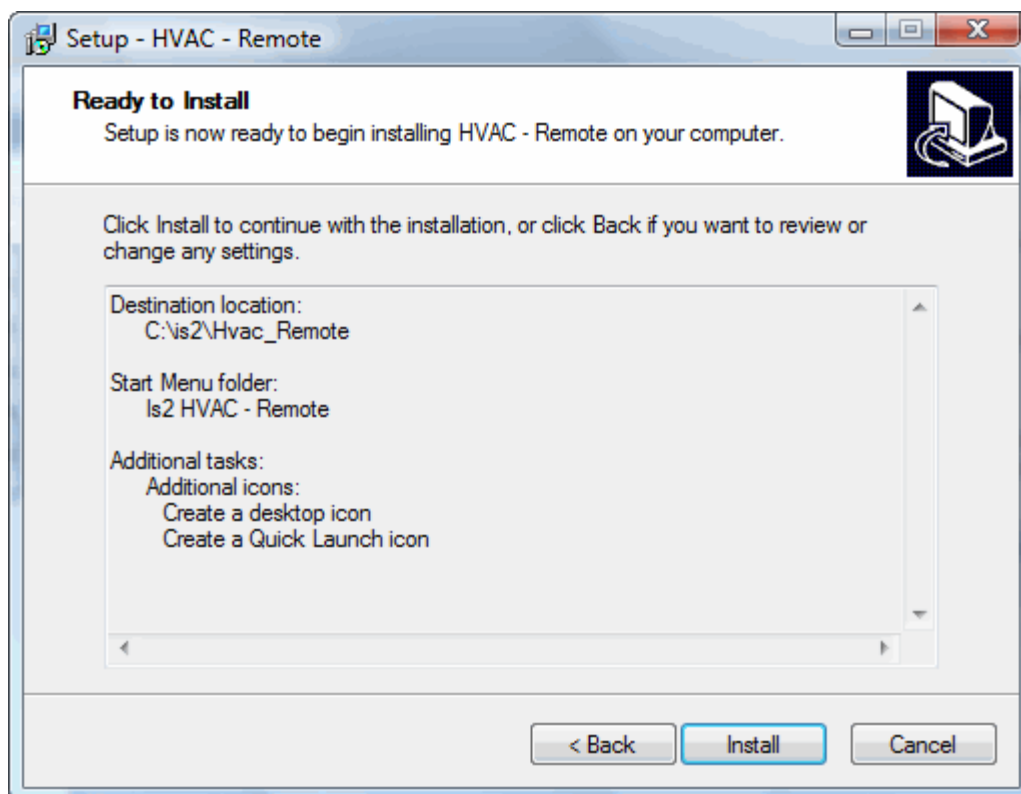 Setup - HVAC - Remote
Ready to Install
Setup is now ready to begin installing HVAC - Remote on your computer.
Click Install to continue with the installation, or click Back if you want to review or
change any settings.
Destination location:
C:\is2\Hvac_Remote
Start Menu folder:
Is2 HVAC - Remote
Additional tasks:
Additional icons:
Create a desktop icon
Create a Quick Launch icon
< Back Install Cancel